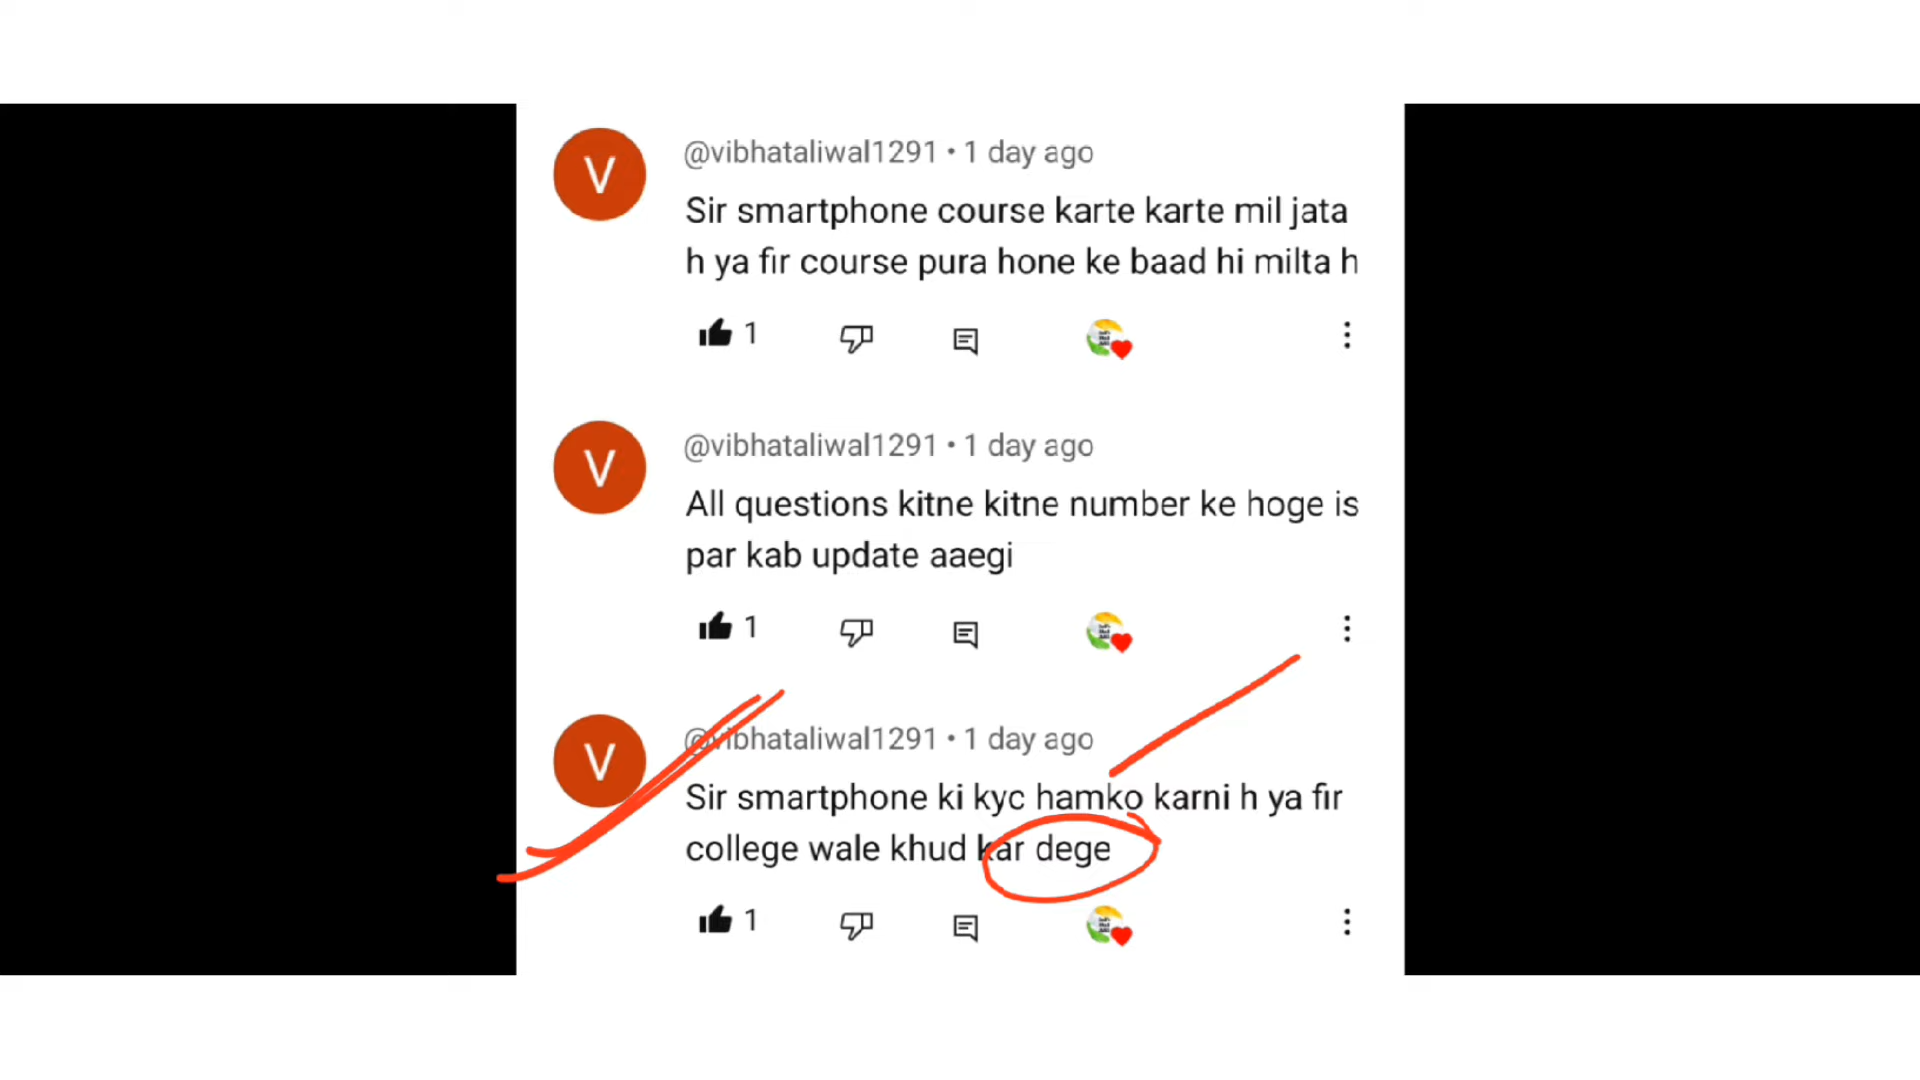 V
@vibhataliwal1291 • 1 day ago
Sir smartphone course karte karte mil jata
h ya fir course pura hone ke baad hi milta h
1
V
@vibhataliwal1291 • 1 day ago
All questions kitne kitne number ke hoge is
par kab update aaegi
1
V
@vibhataliwal1291 • 1 day ago
Sir smartphone ki kyc hamko karni h ya fir
college wale khud kar dege
1